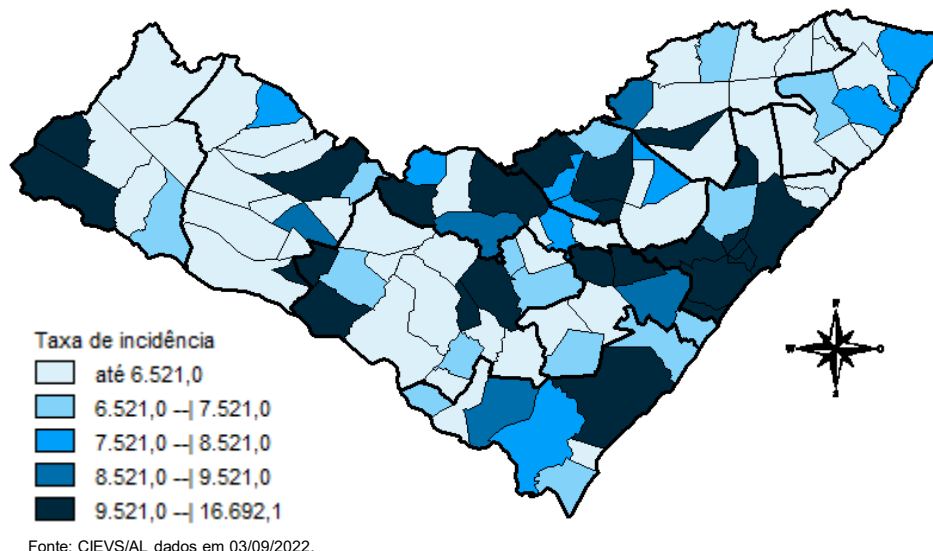 N
W O
S
Taxa de incidência
até 6.521,0
6.521,0 --| 7.521,0
7.521,0 --| 8.521,0
8.521,0 --| 9.521,0
9.521,0 --| 16.692,1
Fonte: CIEVS/AL dados em 03/09/2022.